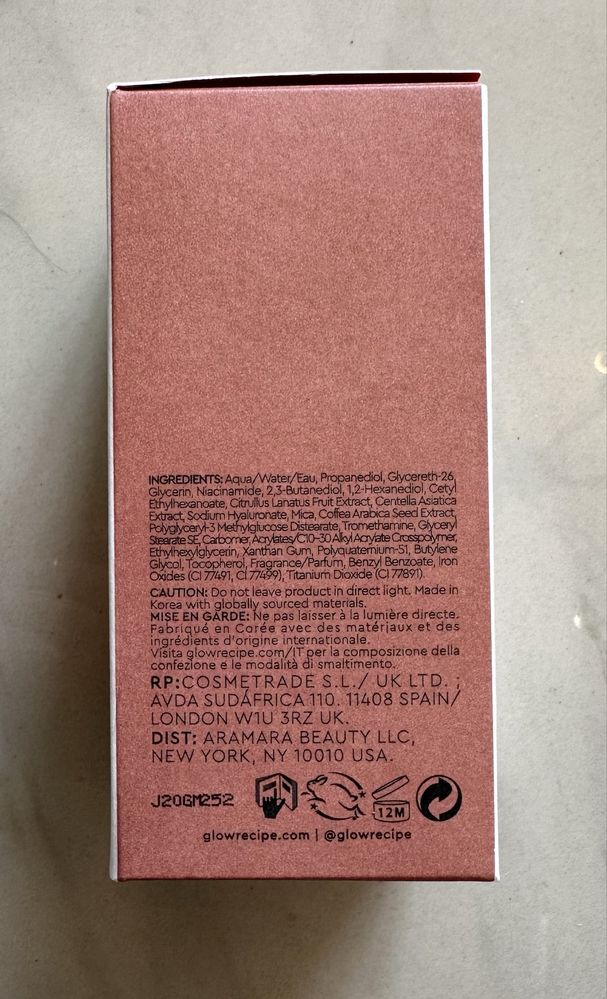 INGREDIENTS: Aqua/Water/Eau, Propanediol, Glycereth-26,
Glycerin, Niacinamide, 2,3-Butanediol, 1,2-Hexanediol, Cetyl
Ethylhexanoate, Citrullus Lanatus Fruit Extract, Centella Asiatica
Extract, Sodium Hyaluronate, Mica, Coffea Arabica Seed Extract,
Polyglyceryl-3 Methylglucose Distearate, Tromethamine, Glyceryl
Stearate SE, Carbomer, Acrylates/C10-30 Alkyl Acrylate Crosspolymer,
Ethylhexylglycerin, Xanthan Gum, Polyquaternium-51, Butylene
Glycol, Tocopherol, Fragrance/Parfum, Benzyl Benzoate, Iron
Oxides (CI 77491, CI 77499), Titanium Dioxide (CI 77891).
CAUTION: Do not leave product in direct light. Made in
Korea with globally sourced materials.
MISE EN GARDE: Ne pas laisser à la lumière directe.
Fabriqué en Corée avec des matériaux et des
ingrédients d'origine internationale.
Visita glowrecipe.com/IT per la composizione della
confezione e le modalità di smaltimento.
RP:COSMETRADE S.L./ UK LTD. ;
AVDA SUDÁFRICA 110. 11408 SPAIN/
LONDON W1U 3RZ UK.
DIST: ARAMARA BEAUTY LLC,
NEW YORK, NY 10010 USA.
J20GM252
12M
glowrecipe.com | @glowrecipe